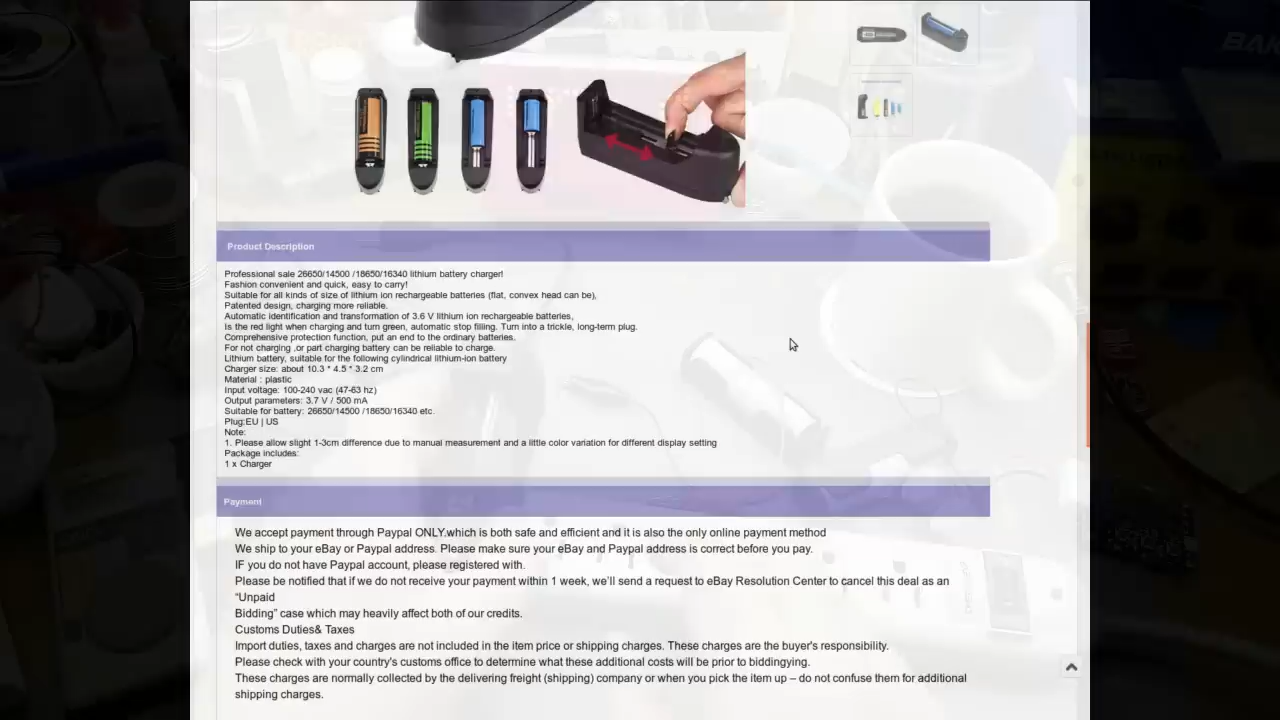 Product Description
Professional sale 26650/14500 /18650/16340 lithium battery charger!
Fashion convenient and quick, easy to carry!
Suitable for all kinds of size of lithium ion rechargeable batteries (flat, convex head can be),
Patented design, charging more reliable.
Automatic identification and transformation of 3.6 V lithium ion rechargeable batteries,
Is the red light when charging and turn green, automatic stop filling. Turn into a trickle, long-term plug.
Comprehensive protection function, put an end to the ordinary batteries.
For not charging ,or part charging battery can be reliable to charge.
Lithium battery, suitable for the following cylindrical lithium-ion battery
Charger size: about 10.3 * 4.5 * 3.2 cm
Material : plastic
Input voltage: 100-240 vac (47-63 hz)
Output parameters: 3.7 V / 500 mA
Suitable for battery: 26650/14500 /18650/16340 etc.
Plug:EU | US
Note:
1. Please allow slight 1-3cm difference due to manual measurement and a little color variation for different display setting
Package includes:
1 x Charger
Payment
We accept payment through Paypal ONLY.which is both safe and efficient and it is also the only online payment method
We ship to your eBay or Paypal address. Please make sure your eBay and Paypal address is correct before you pay.
IF you do not have Paypal account, please registered with.
Please be notified that if we do not receive your payment within 1 week, we’ll send a request to eBay Resolution Center to cancel this deal as an
“Unpaid
Bidding” case which may heavily affect both of our credits.
Customs Duties& Taxes
Import duties, taxes and charges are not included in the item price or shipping charges. These charges are the buyer's responsibility.
Please check with your country's customs office to determine what these additional costs will be prior to biddingying.
These charges are normally collected by the delivering freight (shipping) company or when you pick the item up – do not confuse them for additional
shipping charges.